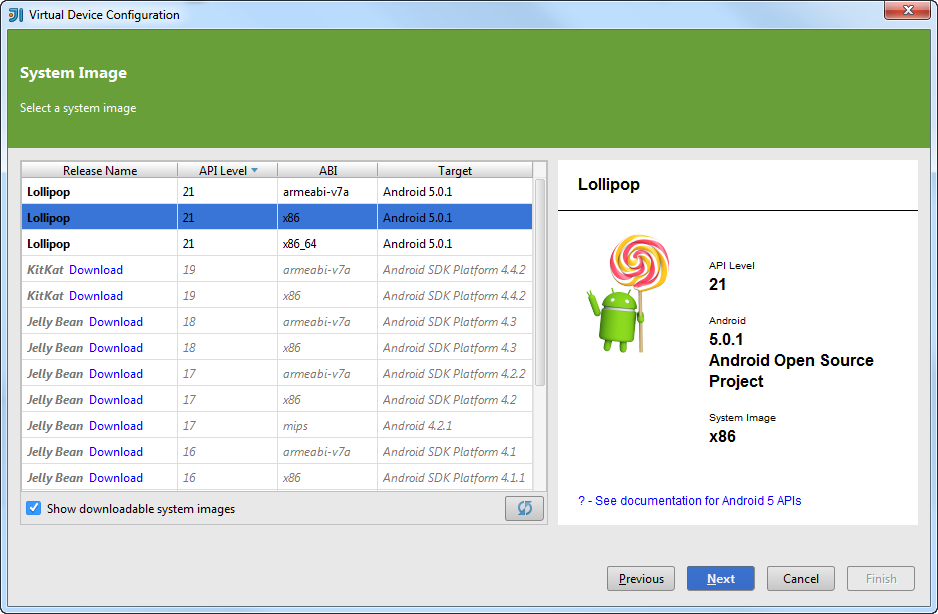 Virtual Device Configuration
System Image
Select a system image
Release Name API Level ABI Target
Lollipop 21 armeabi-v7a Android 5.0.1
Lollipop 21 x86 Android 5.0.1
Lollipop 21 x86_64 Android 5.0.1
KitKat Download 19 armeabi-v7a Android SDK Platform 4.4.2
KitKat Download 19 x86 Android SDK Platform 4.4.2
Jelly Bean Download 18 armeabi-v7a Android SDK Platform 4.3
Jelly Bean Download 18 x86 Android SDK Platform 4.3
Jelly Bean Download 17 armeabi-v7a Android SDK Platform 4.2.2
Jelly Bean Download 17 x86 Android SDK Platform 4.2
Jelly Bean Download 17 mips Android 4.2.1
Jelly Bean Download 16 armeabi-v7a Android SDK Platform 4.1
Jelly Bean Download 16 x86 Android SDK Platform 4.1.1
Show downloadable system images
Lollipop
API Level
21
Android
5.0.1
Android Open Source
Project
System Image
x86
? - See documentation for Android 5 APIs
Previous Next Cancel Finish